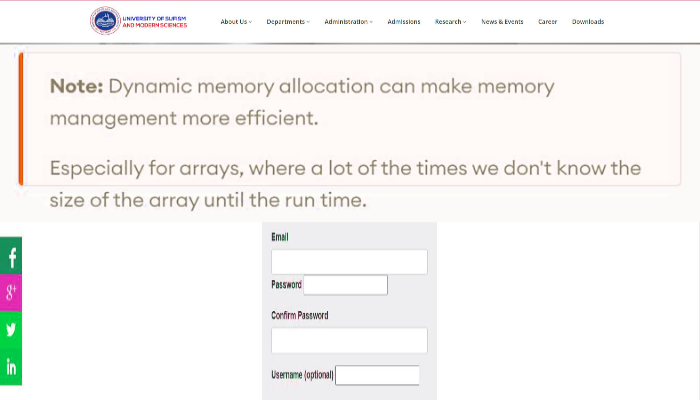 UNIVERSITY OF SUFISM
AND MODERN SCIENCES
About Us Departments Administration Admissions Research News & Events Career Downloads
Note: Dynamic memory allocation can make memory
management more efficient.
Especially for arrays, where a lot of the times we don't know the
size of the array until the run time.
Email
Password
Confirm Password
Username (optional)
f
g+
in